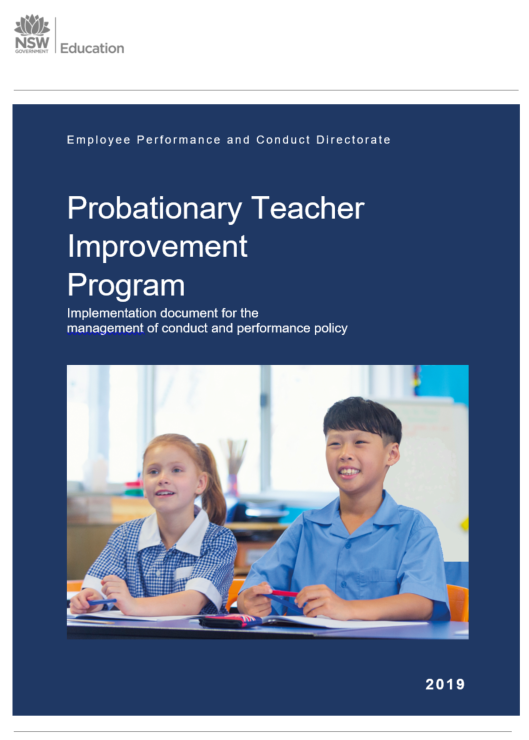 NSW
GOVERNMENT
Education
Employee Performance and Conduct Directorate
Probationary Teacher
Improvement
Program
Implementation document for the
management of conduct and performance policy
2019